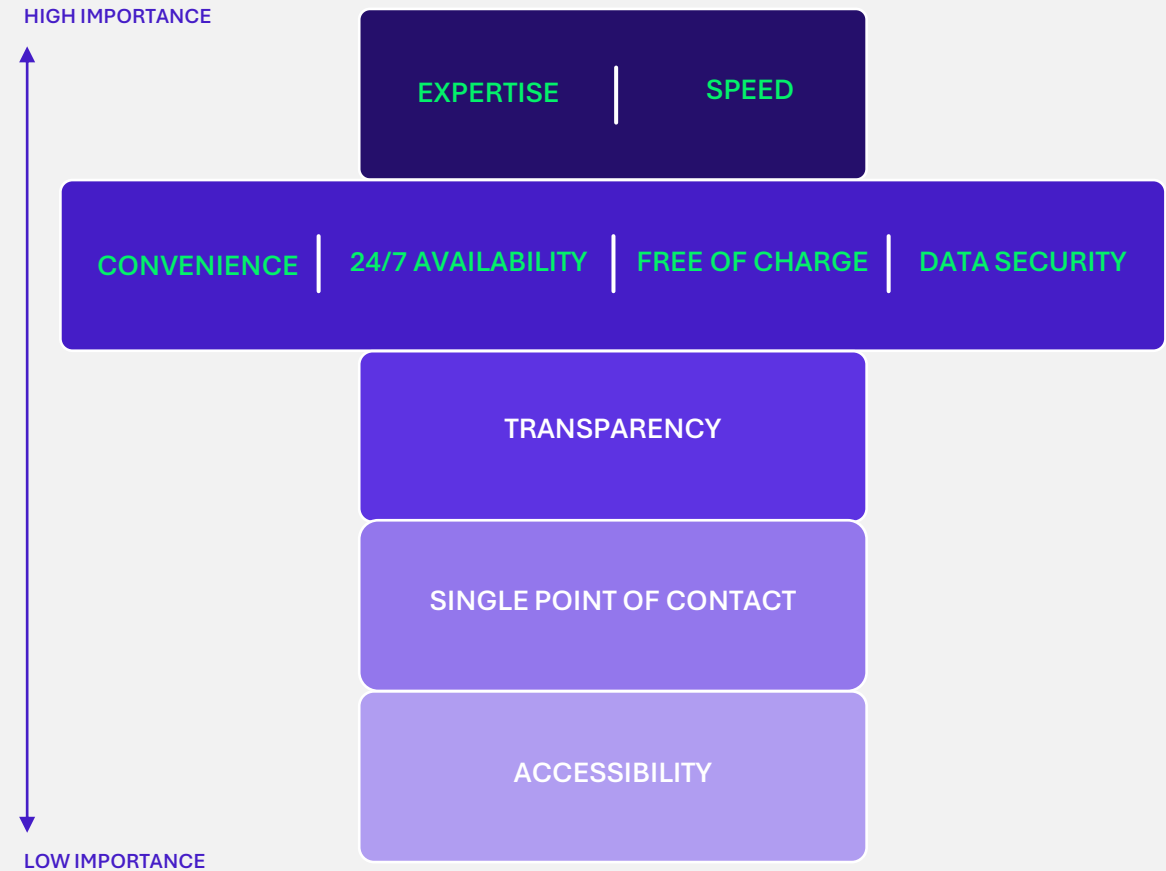 HIGH IMPORTANCE
EXPERTISE
SPEED
CONVENIENCE
24/7 AVAILABILITY
FREE OF CHARGE
DATA SECURITY
TRANSPARENCY
SINGLE POINT OF CONTACT
ACCESSIBILITY
LOW IMPORTANCE